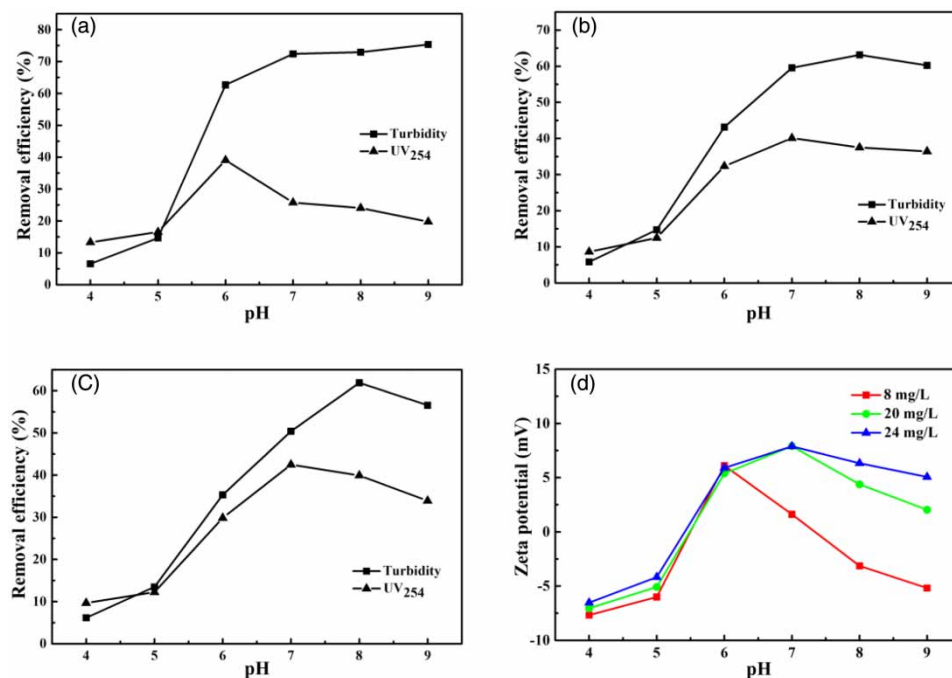 (a)
Removal efficiency (%)
85
80
70
60
50
40
30
20
10
0
Turbidity
UV254
4 5 6 7 8 9
pH
(b)
Removal efficiency (%)
70
60
50
40
30
20
10
0
Turbidity
UV254
4 5 6 7 8 9
pH
(C)
Removal efficiency (%)
60
50
40
30
20
10
0
Turbidity
UV254
4 5 6 7 8 9
pH
(d)
Zeta potential (mV)
15
10
5
0
-5
-10
8 mg/L
20 mg/L
24 mg/L
4 5 6 7 8 9
pH